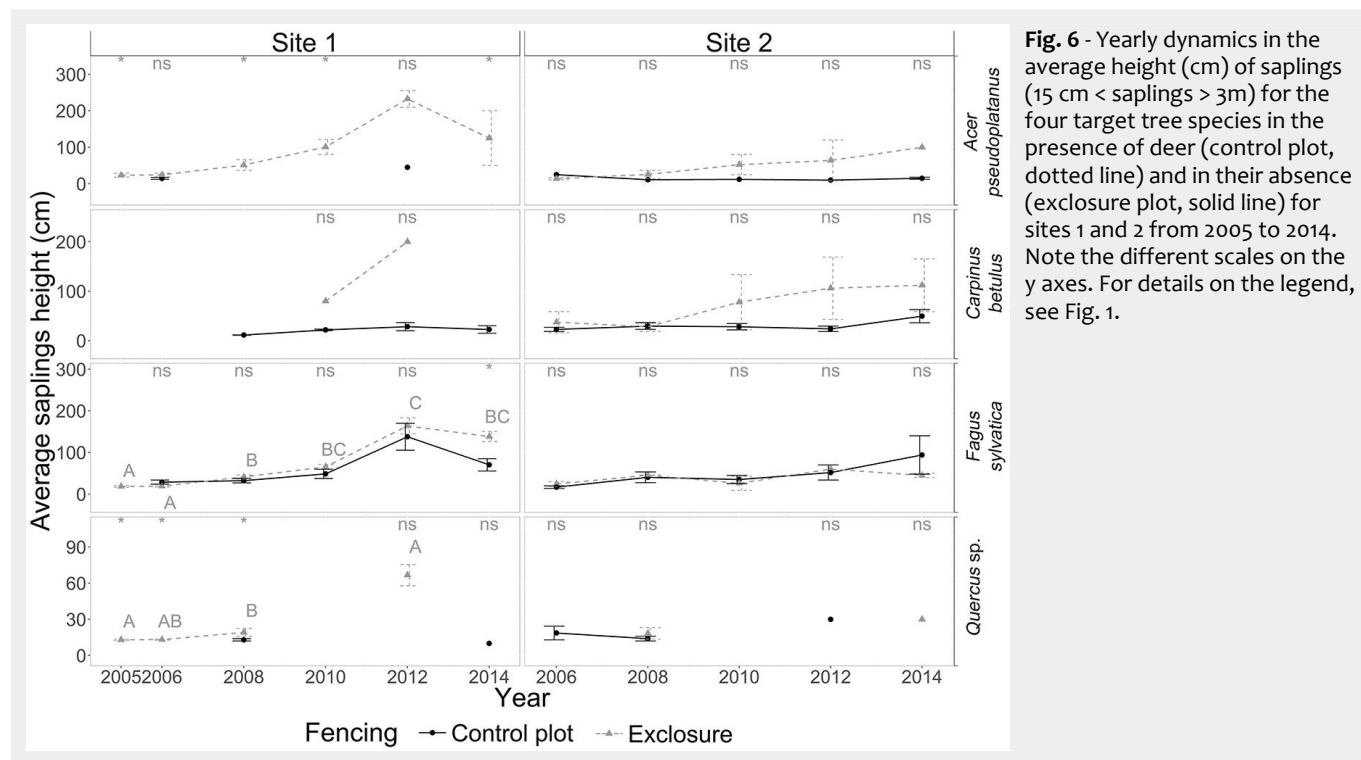 Site 1
Site 2
* ns * * ns *
ns ns ns ns ns
300
200
100
0
Acer
pseudoplatanus
ns ns
ns ns ns ns ns
200
100
0
Carpinus
betulus
ns ns ns ns *
ns ns ns ns ns
300
200
100
0
A
A
B
BC
C
BC
Fagus
sylvatica
* * * ns ns
ns ns ns ns
90
60
30
0
A
AB
B
A
Quercus sp.
Average saplings height (cm)
2005 2006 2008 2010 2012 2014
2006 2008 2010 2012 2014
Year
Fencing Control plot Exclosure
Fig. 6 - Yearly dynamics in the
average height (cm) of saplings
(15 cm < saplings > 3m) for the
four target tree species in the
presence of deer (control plot,
dotted line) and in their absence
(exclosure plot, solid line) for
sites 1 and 2 from 2005 to 2014.
Note the different scales on the
y axes. For details on the legend,
see Fig. 1.